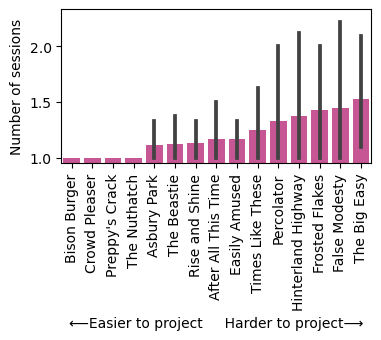 Number of sessions
2.0
1.5
1.0
Bison Burger
Crowd Pleaser
Preppy's Crack
The Nuthatch
Asbury Park
The Beastie
Rise and Shine
After All This Time
Easily Amused
Times Like These
Percolator
Hinterland Highway
Frosted Flakes
False Modesty
The Big Easy
⟵Easier to project Harder to project⟶